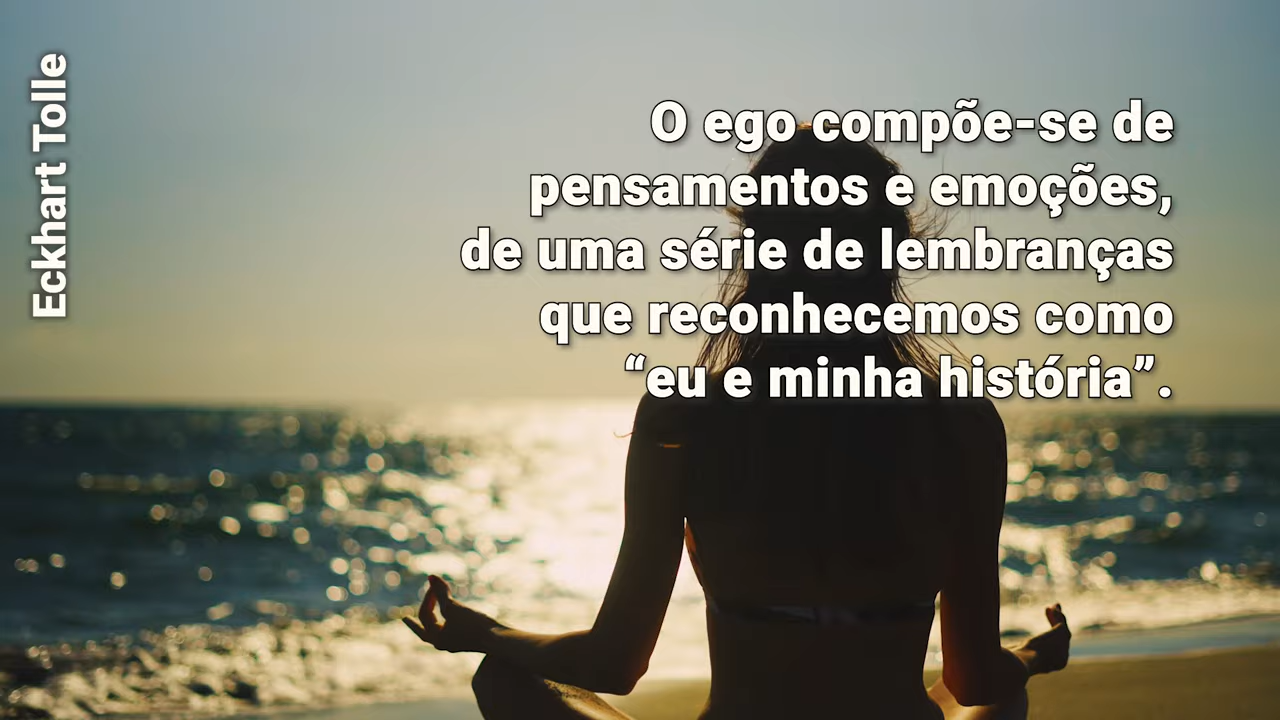 Eckhart Tolle
O ego compõe-se de
pensamentos e emoções,
de uma série de lembranças
que reconhecemos como
“eu e minha história”.